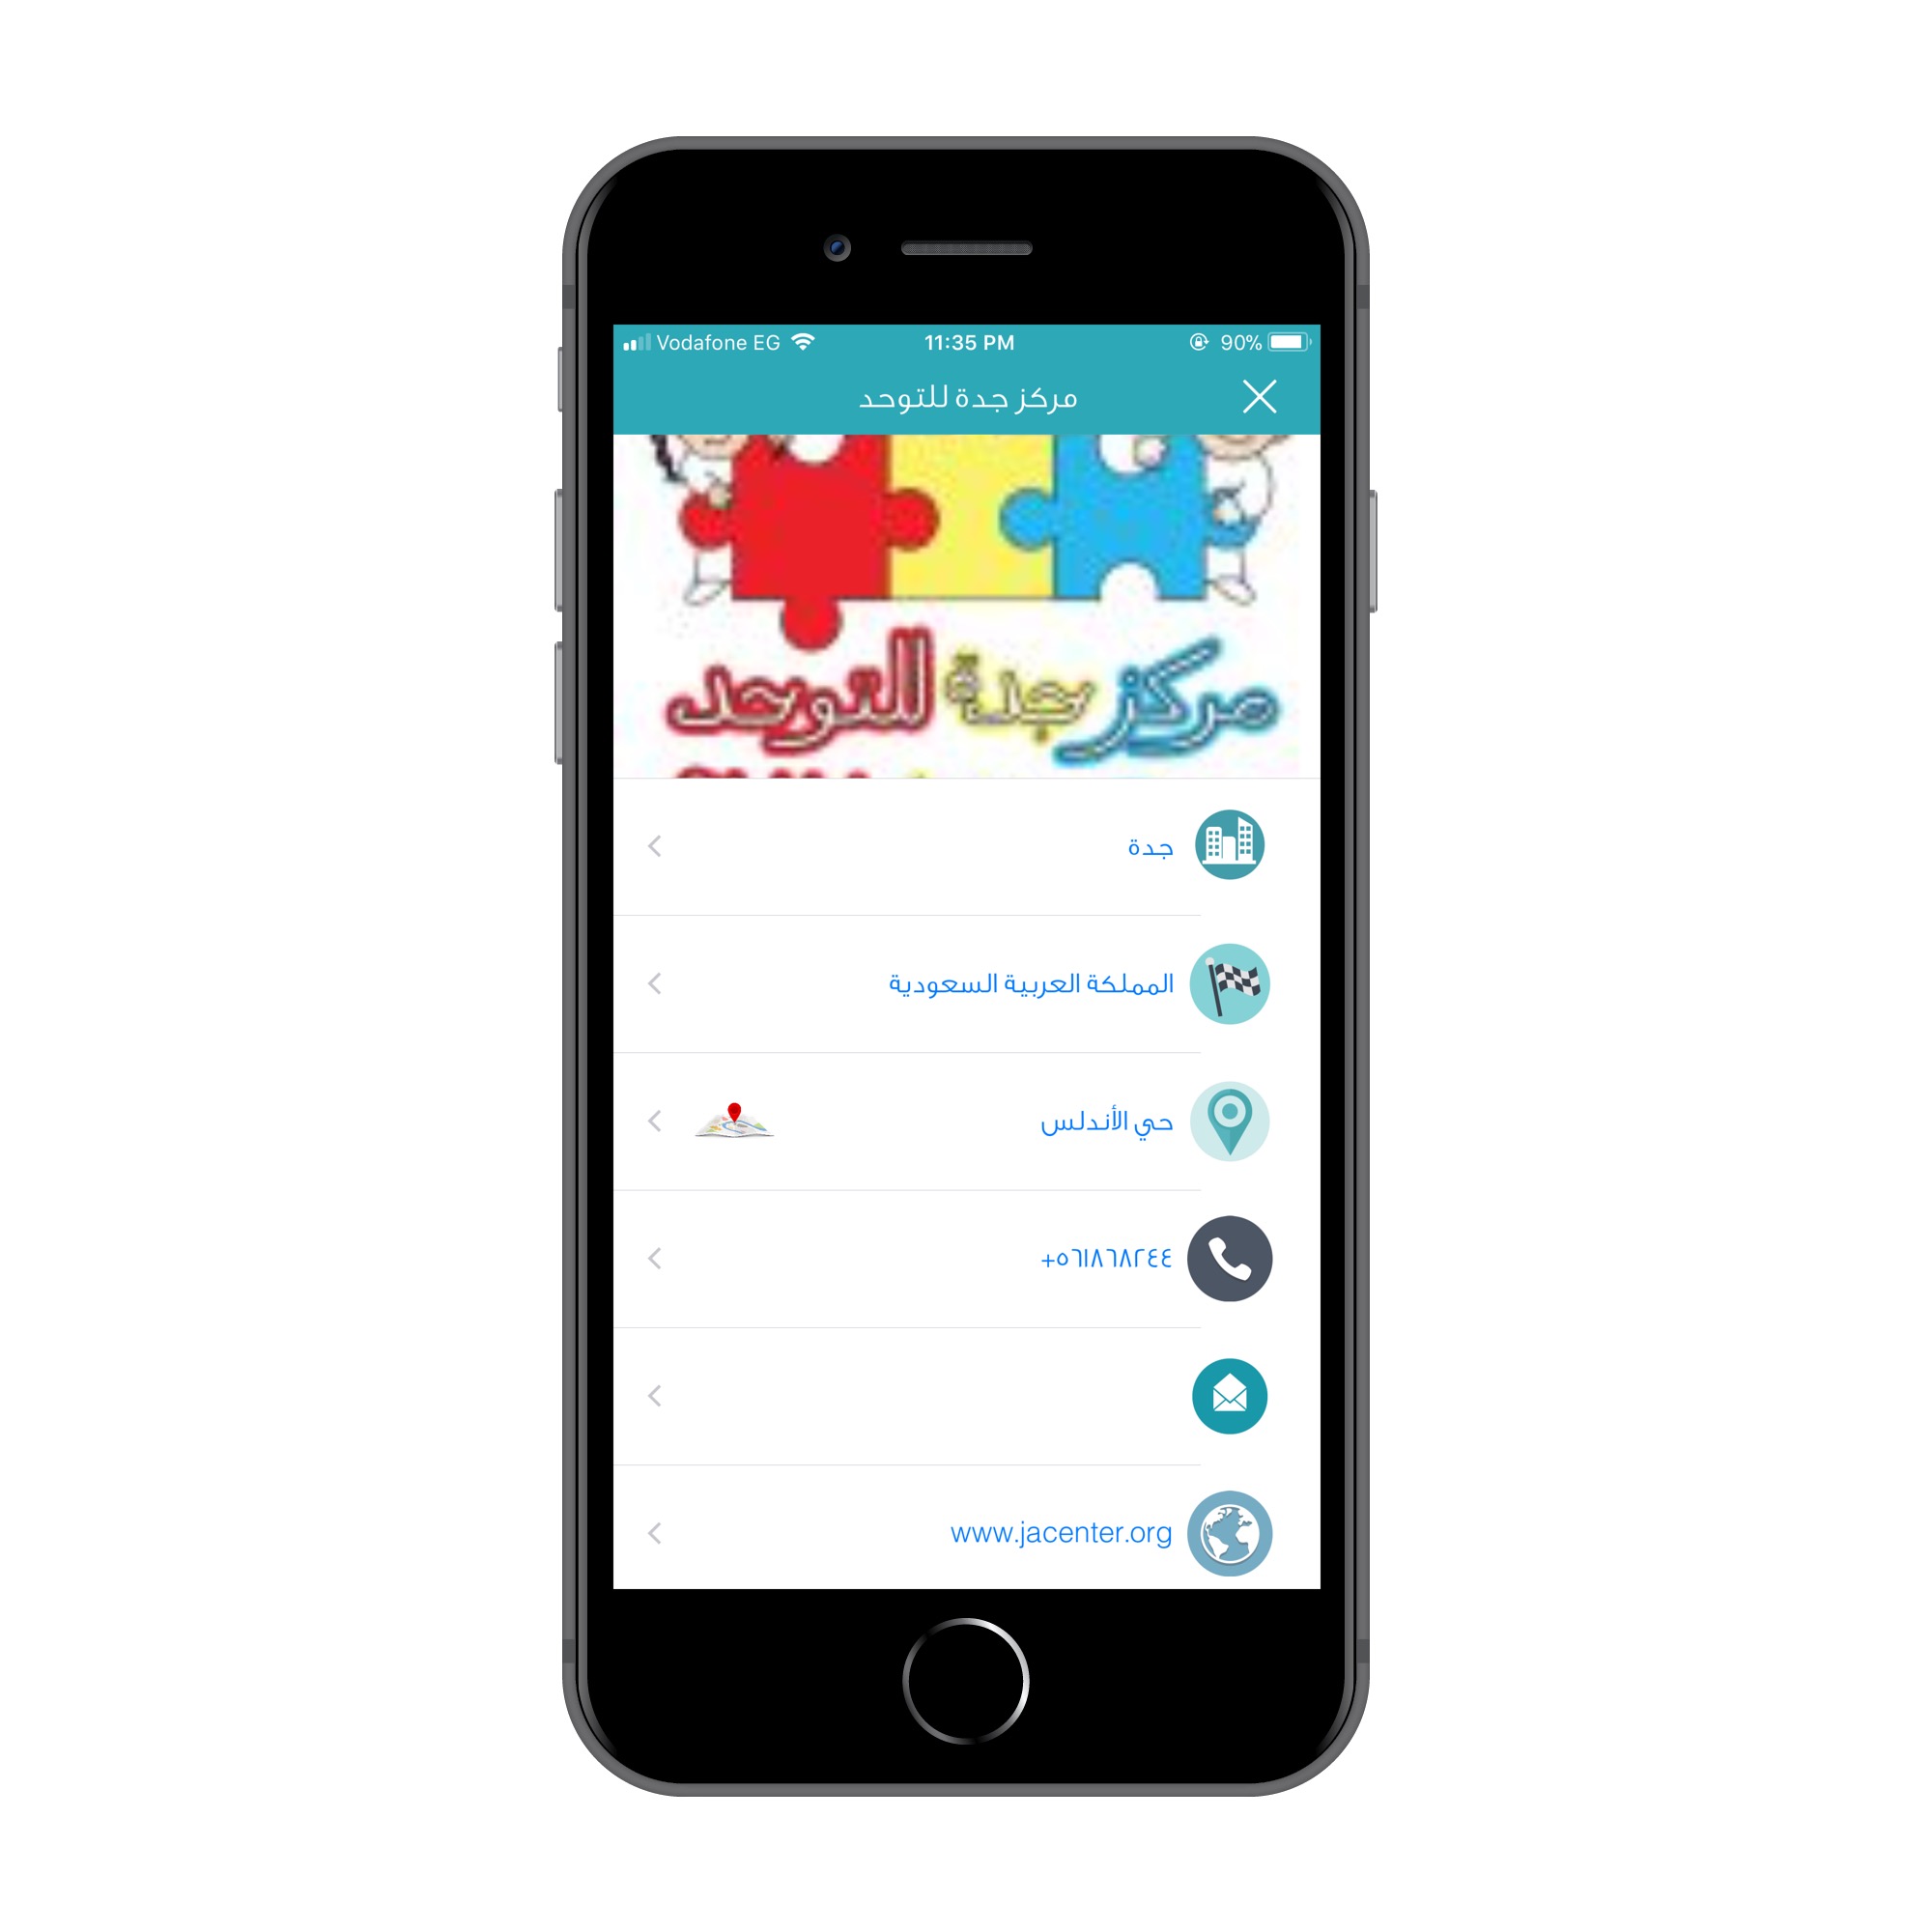 Vodafone EG 11:35 PM 90%
مركز جدة للتوحد
مركز جدة للتوحد
جدة
المملكة العربية السعودية
حي الأندلس
+٥٦١٨٦٨٢٤٤
www.jacenter.org